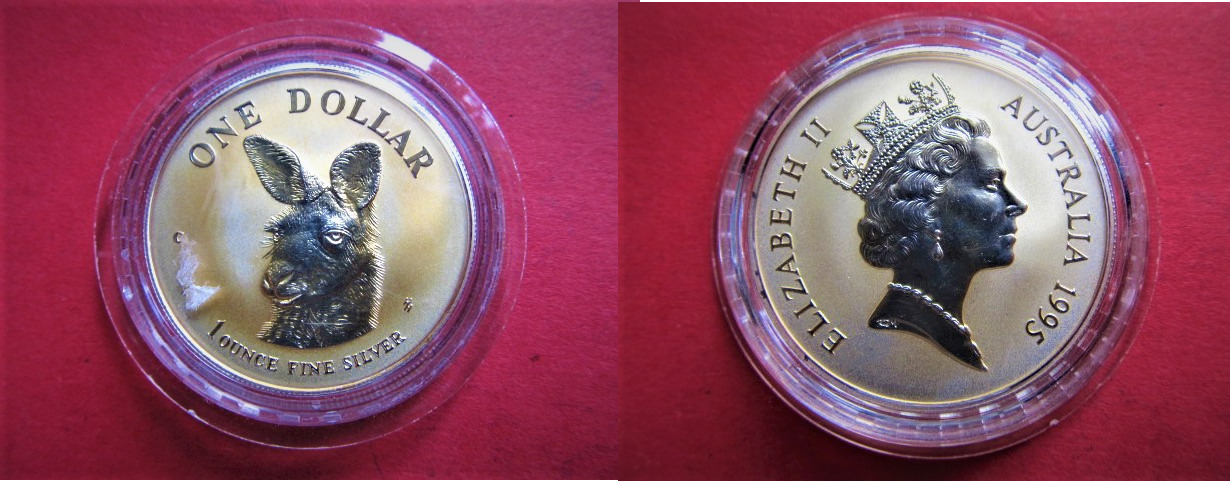 ONE DOLLAR
C
1 OUNCE FINE SILVER
ELIZABETH II
AUSTRALIA 1995